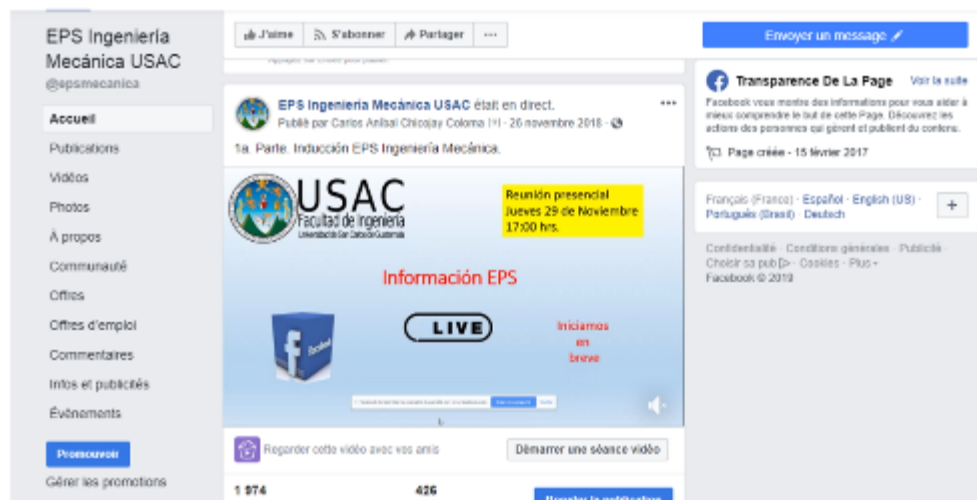 EPS Ingeniería
Mecánica USAC
@epsmecanica
Accueil
Publications
Vidéos
Photos
À propos
Communauté
Offres
Offres d'emploi
Commentaires
Infos et publicités
Évènements
Promouvoir
Gérer les promotions
J'aime
S'abonner
Partager
EPS Ingeniería Mecánica USAC était en direct.
Publié par Carlos Aníbal Chicojay Coloma [?] · 26 novembre 2018 ·
1a. Parte. Inducción EPS Ingeniería Mecánica.
USAC
Facultad de Ingeniería
Universidad de San Carlos de Guatemala
Reunión presencial
Jueves 29 de Noviembre
17:00 hrs.
Información EPS
facebook
LIVE
Iniciamos
en
breve
Regarder cette vidéo avec vos amis
Démarrer une séance vidéo
1 974
426
Booster la publication
Envoyer un message
Transparence De La Page
Voir la suite
Facebook vous montre des informations pour vous aider à
mieux comprendre le but de cette Page. Découvrez les
actions des personnes qui gèrent et publient du contenu.
Page créée - 15 février 2017
Français (France) · Español · English (US) ·
Português (Brasil) · Deutsch
Confidentialité · Conditions générales · Publicité ·
Choisir sa pub · Cookies · Plus
Facebook © 2019